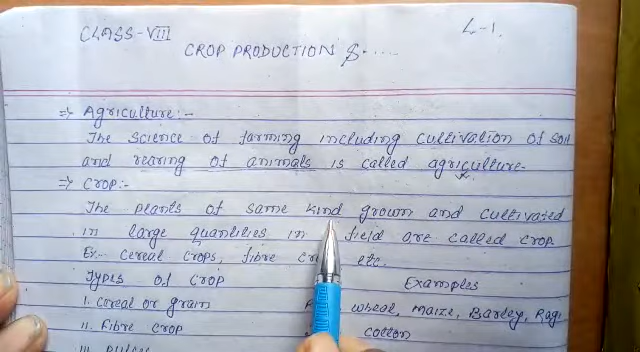 CLASS-VIII
L-1.
CROP PRODUCTION &.....
=> Agriculture:-
The Science of farming including cultivation of soil
and rearing of animals is called agriculture.
=> Crop:-
The plants of same kind grown and cultivated
in large quantities in field are called crop.
Ex:- cereal crops, fibre etc.
Types of crop Examples
I. Cereal or grain wheat, Maize, Barley, Ragi
II. Fibre crop cotton
III. Pulses